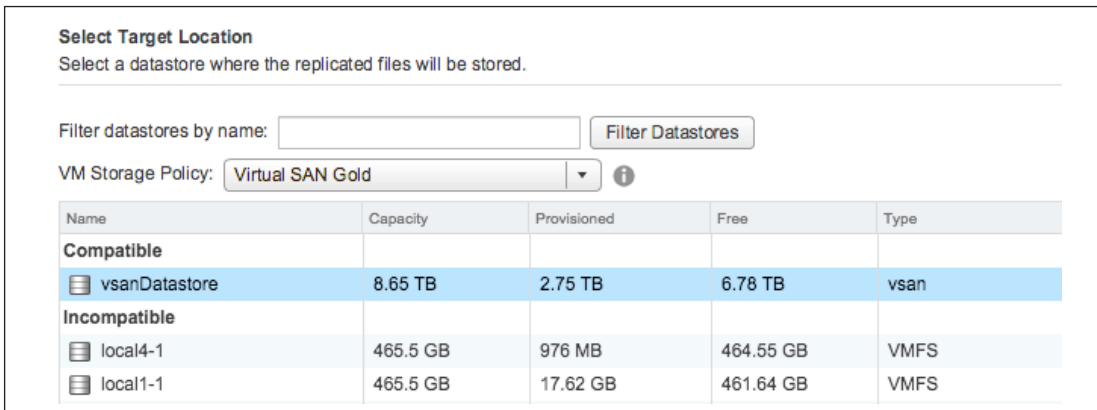 Select Target Location
Select a datastore where the replicated files will be stored.
Filter datastores by name: Filter Datastores
VM Storage Policy: Virtual SAN Gold
Name Capacity Provisioned Free Type
Compatible
vsanDatastore 8.65 TB 2.75 TB 6.78 TB vsan
Incompatible
local4-1 465.5 GB 976 MB 464.55 GB VMFS
local1-1 465.5 GB 17.62 GB 461.64 GB VMFS